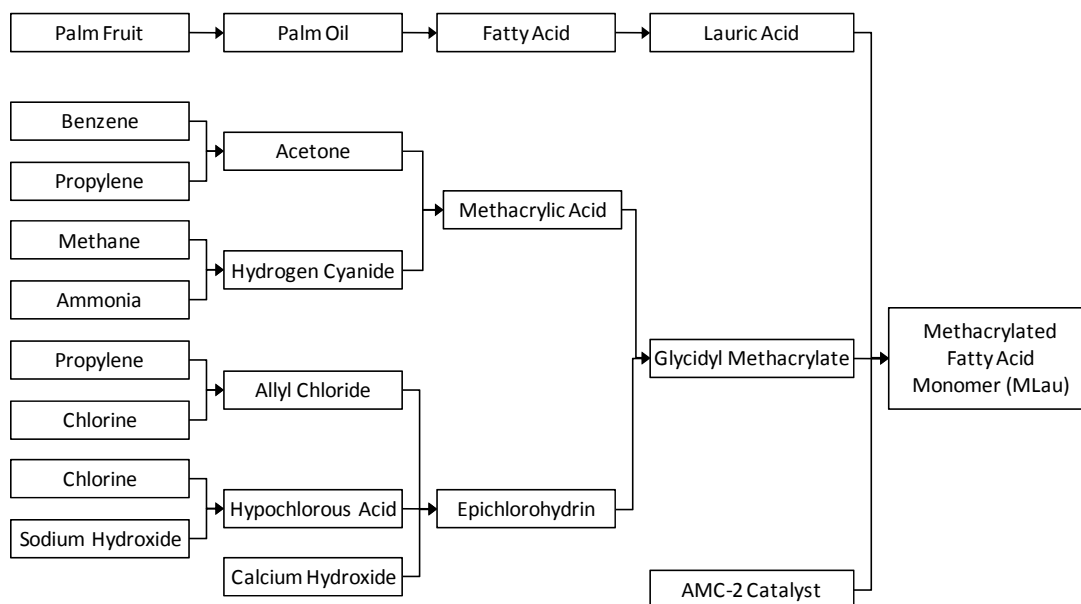 Palm Fruit
Palm Oil
Fatty Acid
Lauric Acid
Benzene
Propylene
Acetone
Methane
Ammonia
Hydrogen Cyanide
Methacrylic Acid
Propylene
Chlorine
Allyl Chloride
Chlorine
Sodium Hydroxide
Hypochlorous Acid
Calcium Hydroxide
Epichlorohydrin
Glycidyl Methacrylate
AMC-2 Catalyst
Methacrylated
Fatty Acid
Monomer (MLau)